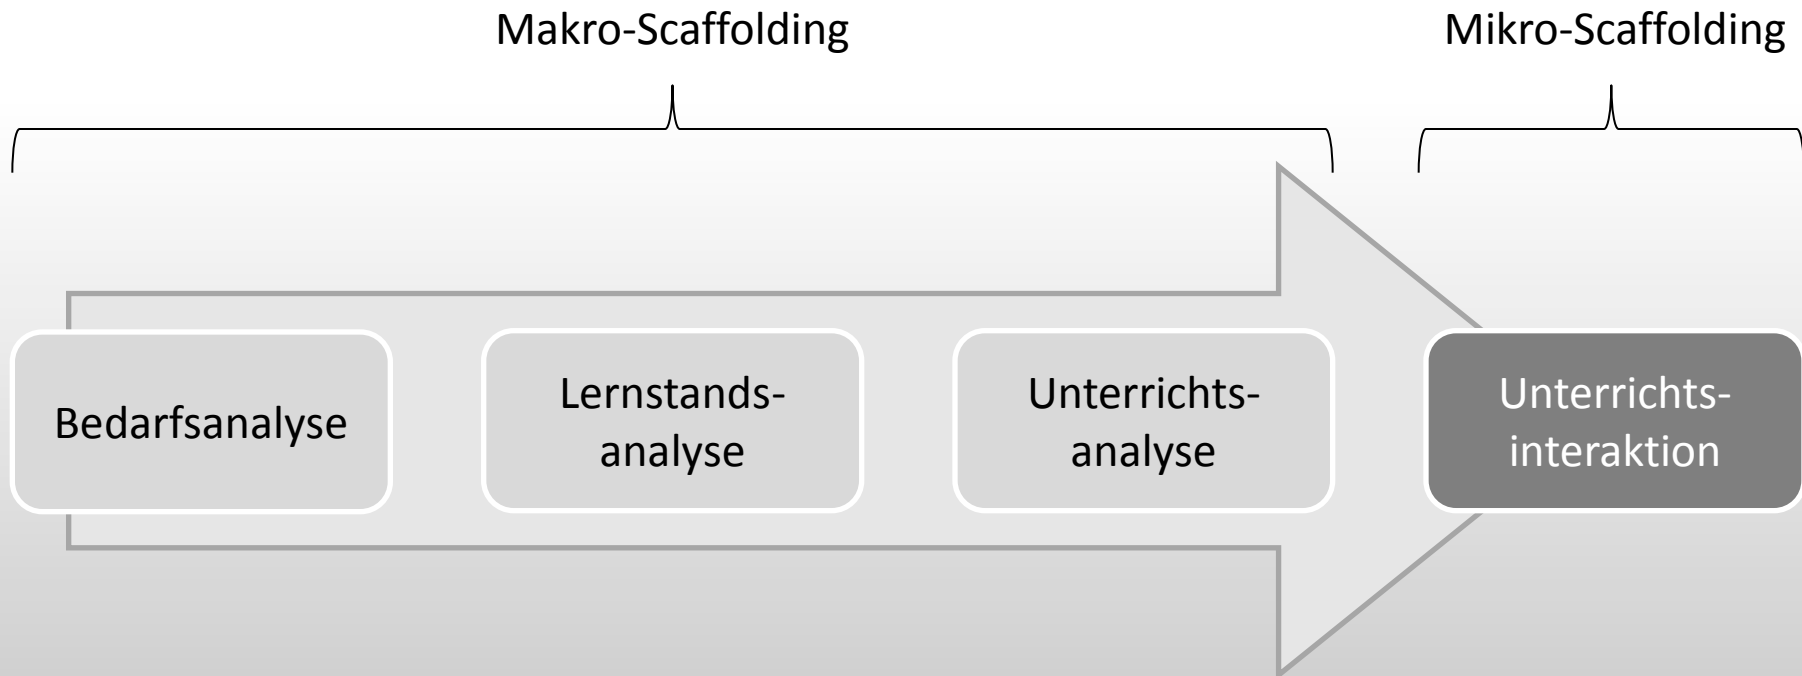 Makro-Scaffolding
Mikro-Scaffolding
Bedarfsanalyse
Lernstands-
analyse
Unterrichts-
analyse
Unterrichts-
interaktion